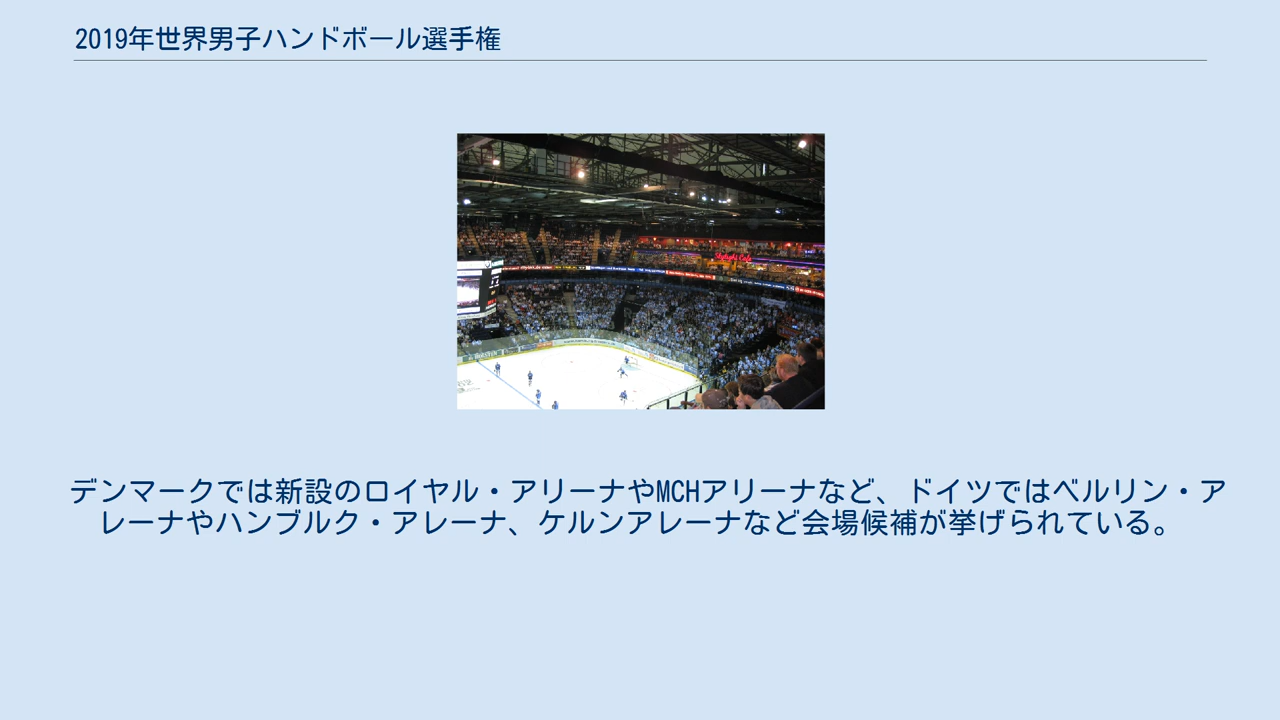 2019年世界男子ハンドボール選手権
Skylight Cafe
デンマークでは新設のロイヤル・アリーナやMCHアリーナなど、ドイツではベルリン・ア
レーナやハンブルク・アレーナ、ケルンアレーナなど会場候補が挙げられている。